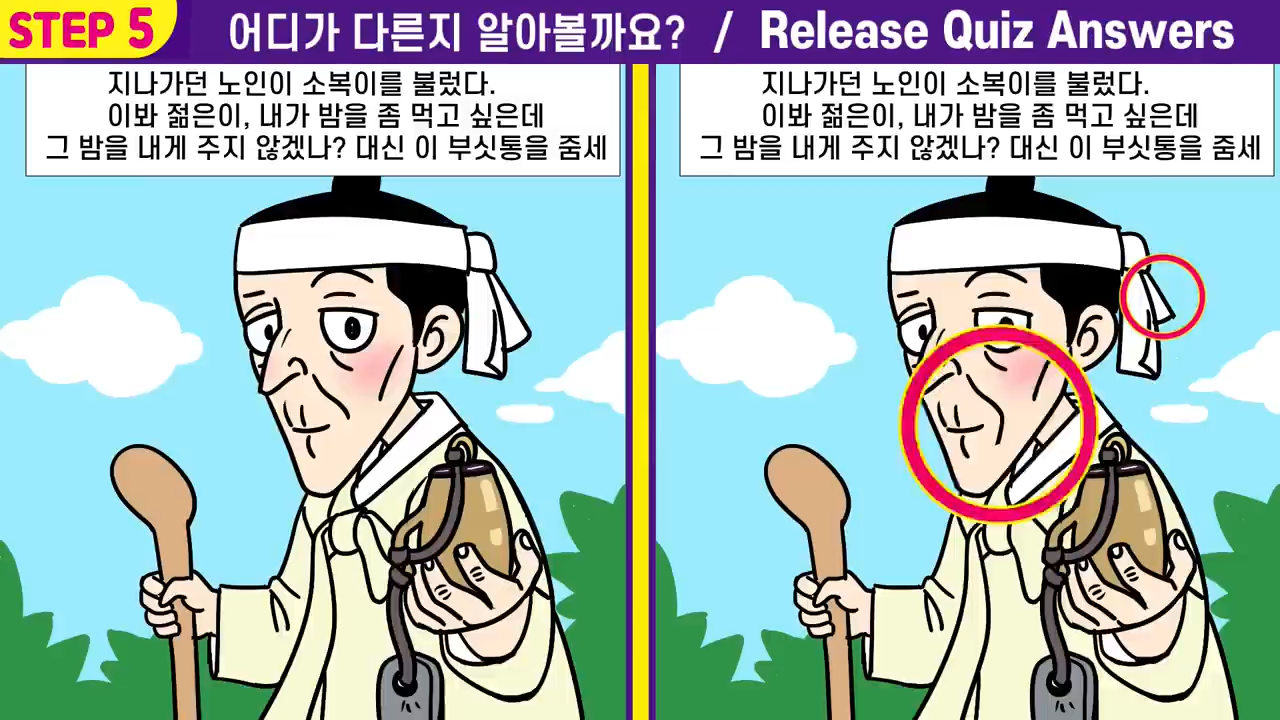 STEP 5
어디가 다른지 알아볼까요? / Release Quiz Answers
지나가던 노인이 소복이를 불렀다.
이봐 젊은이, 내가 밤을 좀 먹고 싶은데
그 밤을 내게 주지 않겠나? 대신 이 부싯통을 줌세
지나가던 노인이 소복이를 불렀다.
이봐 젊은이, 내가 밤을 좀 먹고 싶은데
그 밤을 내게 주지 않겠나? 대신 이 부싯통을 줌세